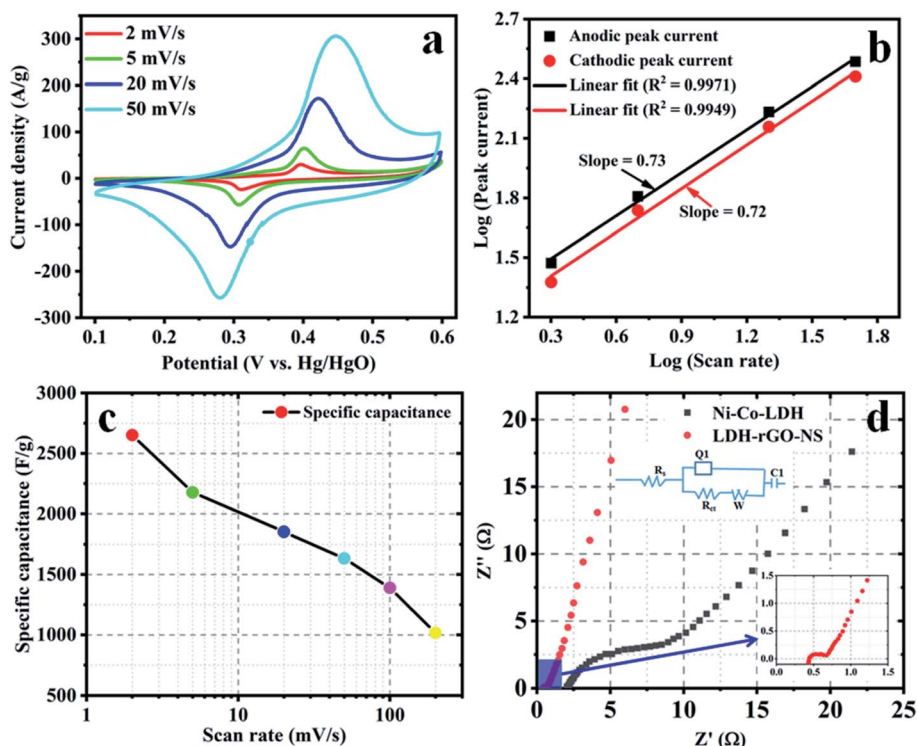 a
2 mV/s
5 mV/s
20 mV/s
50 mV/s
300
200
100
0
-100
-200
-300
Current density (A/g)
0.1 0.2 0.3 0.4 0.5 0.6
Potential (V vs. Hg/HgO)
b
Anodic peak current
Cathodic peak current
Linear fit (R² = 0.9971)
Linear fit (R² = 0.9949)
Slope = 0.73
Slope = 0.72
2.7
2.4
2.1
1.8
1.5
1.2
Log (Peak current)
0.3 0.6 0.9 1.2 1.5 1.8
Log (Scan rate)
c
Specific capacitance
3000
2500
2000
1500
1000
500
Specific capacitance (F/g)
1 10 100
Scan rate (mV/s)
d
Ni-Co-LDH
LDH-rGO-NS
Q1
Rs
C1
Rct W
20
15
10
5
0
Z'' (Ω)
1.5
1.0
0.5
0.0
0.0 0.5 1.0 1.5
0 5 10 15 20 25
Z' (Ω)